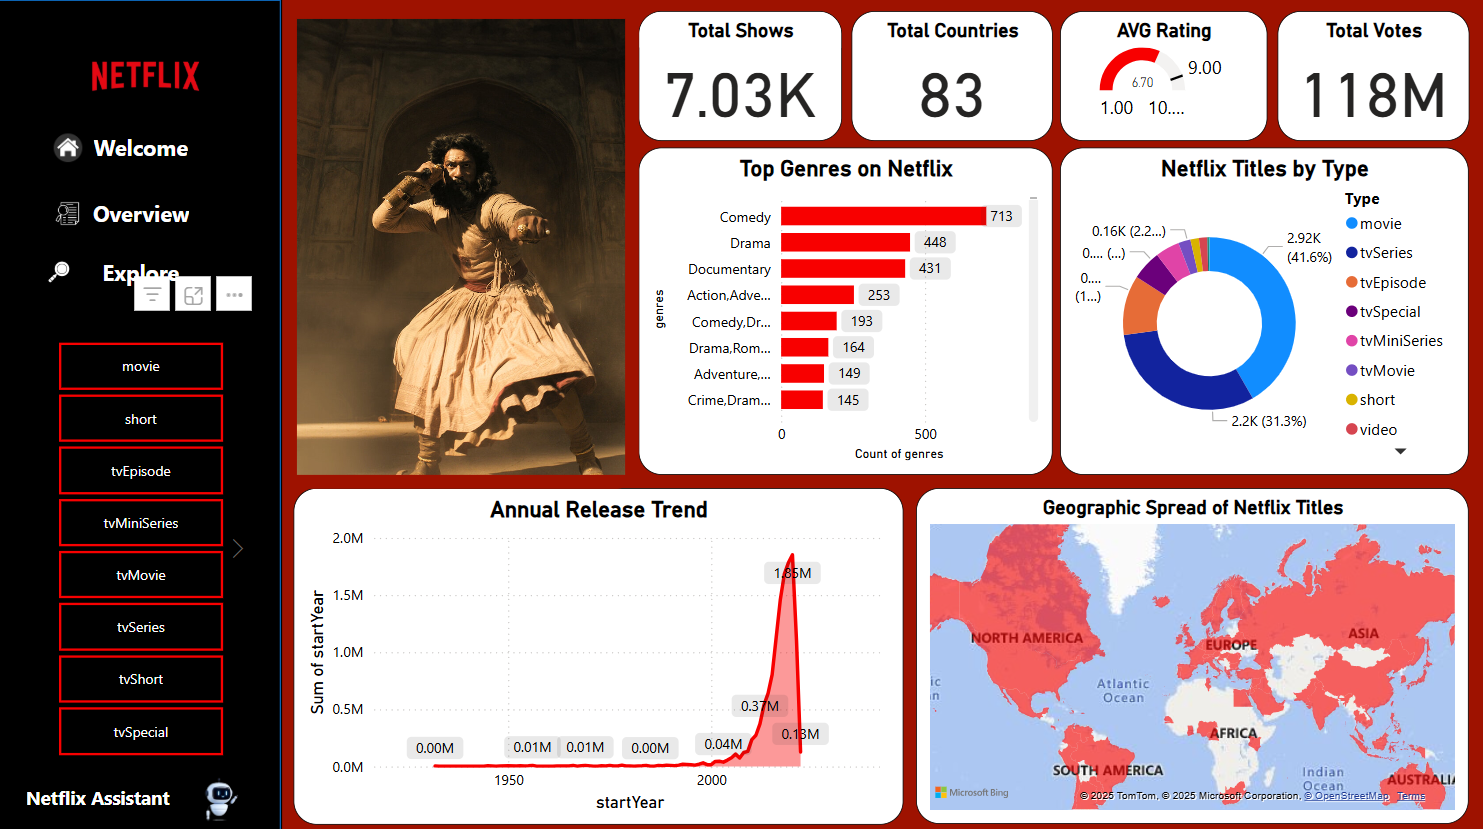 NETFLIX
Welcome
Overview
Explore
movie
short
tvEpisode
tvMiniSeries
tvMovie
tvSeries
tvShort
tvSpecial
Netflix Assistant
Total Shows
7.03K
Total Countries
83
AVG Rating
6.70
9.00
1.00 10....
Total Votes
118M
Top Genres on Netflix
genres
Comedy 713
Drama 448
Documentary 431
Action,Adve... 253
Comedy,Dr... 193
Drama,Rom... 164
Adventure,... 149
Crime,Dram... 145
0 500
Count of genres
Netflix Titles by Type
0.16K (2.2...)
0.... (...)
0....
(1...)
2.92K
(41.6%)
2.2K (31.3%)
Type
movie
tvSeries
tvEpisode
tvSpecial
tvMiniSeries
tvMovie
short
video
Annual Release Trend
Sum of startYear
2.0M
1.5M
1.0M
0.5M
0.0M
0.00M
0.01M
0.01M
0.00M
0.04M
0.37M
1.85M
0.13M
1950 2000
startYear
Geographic Spread of Netflix Titles
NORTH AMERICA
EUROPE
ASIA
Atlantic
Ocean
ic
n
AFRICA
SOUTH AMERICA
Indian
Ocean
AUSTRALIA
Microsoft Bing
© 2025 TomTom, © 2025 Microsoft Corporation, © OpenStreetMap Terms